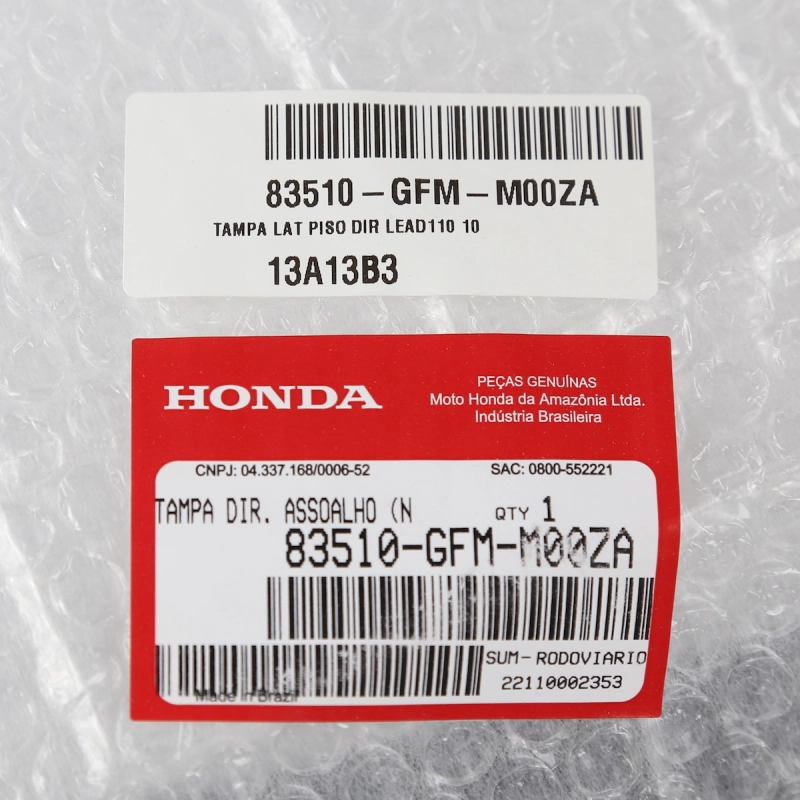 83510-GFM-M00ZA
TAMPA LAT PISO DIR LEAD110 10
13A13B3
HONDA
PEÇAS GENUÍNAS
Moto Honda da Amazônia Ltda.
Indústria Brasileira
CNPJ: 04.337.168/0006-52 SAC: 0800-552221
TAMPA DIR. ASSOALHO (N QTY 1
83510-GFM-M00ZA
SUM-RODOVIARIO
Made in Brazil 22110002353